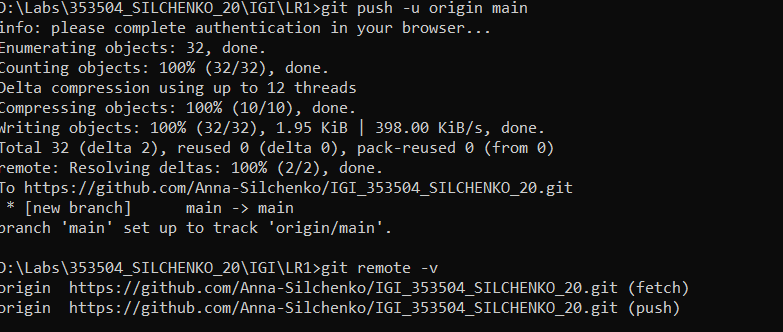 D:\Labs\353504_SILCHENKO_20\IGI\LR1>git push -u origin main
info: please complete authentication in your browser...
Enumerating objects: 32, done.
Counting objects: 100% (32/32), done.
Delta compression using up to 12 threads
Compressing objects: 100% (10/10), done.
Writing objects: 100% (32/32), 1.95 KiB | 398.00 KiB/s, done.
Total 32 (delta 2), reused 0 (delta 0), pack-reused 0 (from 0)
remote: Resolving deltas: 100% (2/2), done.
To https://github.com/Anna-Silchenko/IGI_353504_SILCHENKO_20.git
 * [new branch]      main -> main
branch 'main' set up to track 'origin/main'.
D:\Labs\353504_SILCHENKO_20\IGI\LR1>git remote -v
origin  https://github.com/Anna-Silchenko/IGI_353504_SILCHENKO_20.git (fetch)
origin  https://github.com/Anna-Silchenko/IGI_353504_SILCHENKO_20.git (push)